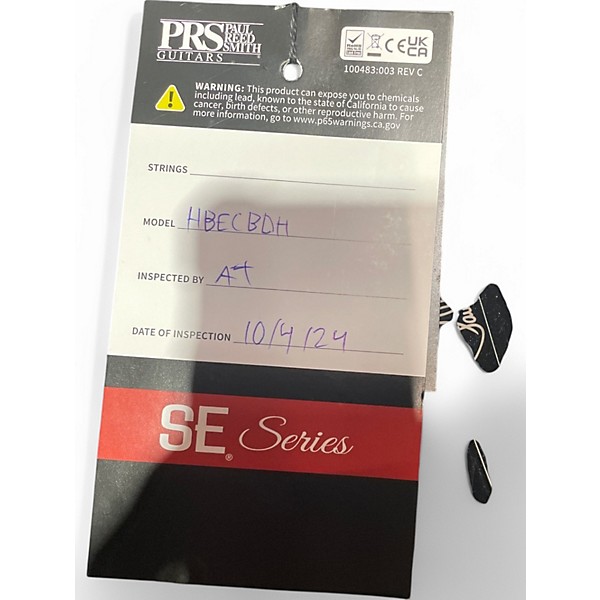 PRS PAUL REED SMITH
GUITARS
CE UK CA
100483:003 REV C
WARNING: This product can expose you to chemicals
including lead, known to the state of California to cause
cancer, birth defects, or other reproductive harm. For
more information, go to www.p65warnings.ca.gov
STRINGS
MODEL HBECBDH
INSPECTED BY A+
DATE OF INSPECTION 10/4/24
SE® Series